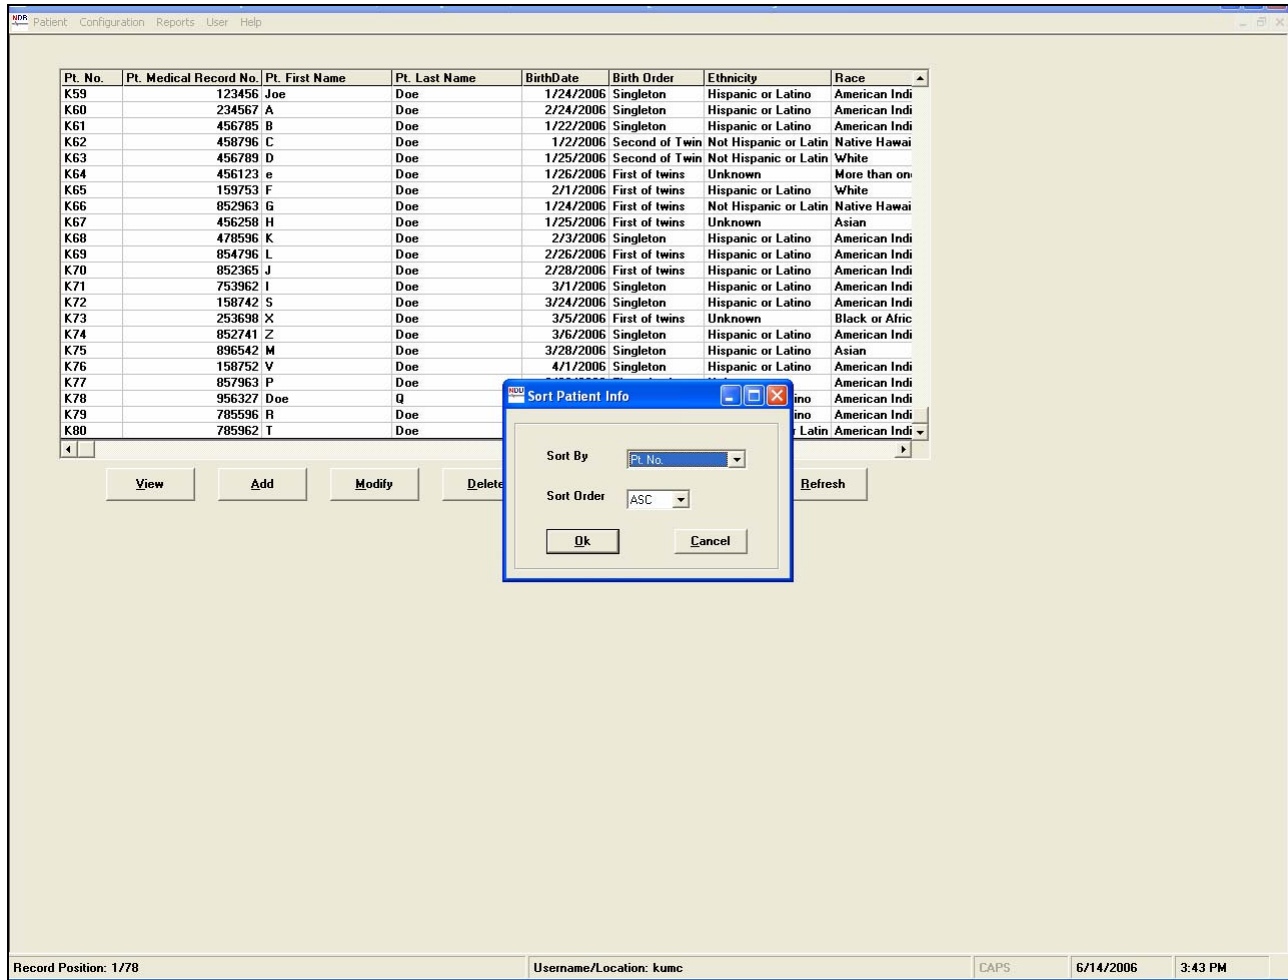 NDR Patient Configuration Reports User Help
Pt. No. Pt. Medical Record No. Pt. First Name Pt. Last Name BirthDate Birth Order Ethnicity Race
K59 123456 Joe Doe 1/24/2006 Singleton Hispanic or Latino American Indi
K60 234567 A Doe 2/24/2006 Singleton Hispanic or Latino American Indi
K61 456785 B Doe 1/22/2006 Singleton Hispanic or Latino American Indi
K62 458796 C Doe 1/2/2006 Second of Twin Not Hispanic or Latin Native Hawai
K63 456789 D Doe 1/25/2006 Second of Twin Not Hispanic or Latin White
K64 456123 e Doe 1/26/2006 First of twins Unknown More than on
K65 159753 F Doe 2/1/2006 First of twins Hispanic or Latino White
K66 852963 G Doe 1/24/2006 First of twins Not Hispanic or Latin Native Hawai
K67 456258 H Doe 1/25/2006 First of twins Unknown Asian
K68 478596 K Doe 2/3/2006 Singleton Hispanic or Latino American Indi
K69 854796 L Doe 2/26/2006 First of twins Hispanic or Latino American Indi
K70 852365 J Doe 2/28/2006 First of twins Hispanic or Latino American Indi
K71 753962 I Doe 3/1/2006 Singleton Hispanic or Latino American Indi
K72 158742 S Doe 3/24/2006 Singleton Hispanic or Latino American Indi
K73 253698 X Doe 3/5/2006 First of twins Unknown Black or Afric
K74 852741 Z Doe 3/6/2006 Singleton Hispanic or Latino American Indi
K75 896542 M Doe 3/28/2006 Singleton Hispanic or Latino Asian
K76 158752 V Doe 4/1/2006 Singleton Hispanic or Latino American Indi
K77 857963 P Doe American Indi
K78 956327 Doe Q ino American Indi
K79 785596 R Doe ino American Indi
K80 785962 T Doe r Latin American Indi
Sort Patient Info
Sort By Pt. No.
Sort Order ASC
Ok Cancel
View Add Modify Delete Refresh
Record Position: 1/78 Username/Location: kumc CAPS 6/14/2006 3:43 PM